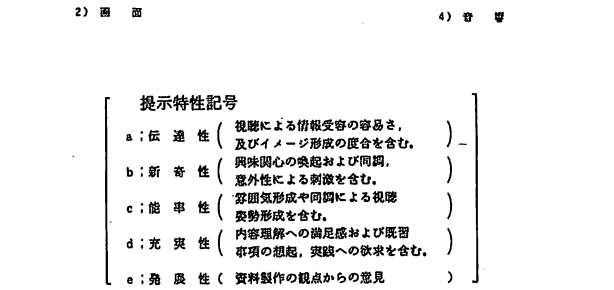 2) 画 面
4) 音 響
提示特性記号
a ; 伝 達 性 ( 視聴による情報受容の容易さ,
及びイメージ形成の度合を含む。 )
b ; 新 奇 性 ( 興味関心の喚起および同調,
意外性による刺激を含む。 )
c ; 能 率 性 ( 雰囲気形成や同調による視聴
姿勢形成を含む。 )
d ; 充 実 性 ( 内容理解への満足感および既習
事項の想起, 実践への欲求を含む。 )
e ; 発 展 性 ( 資料製作の観点からの意見 )